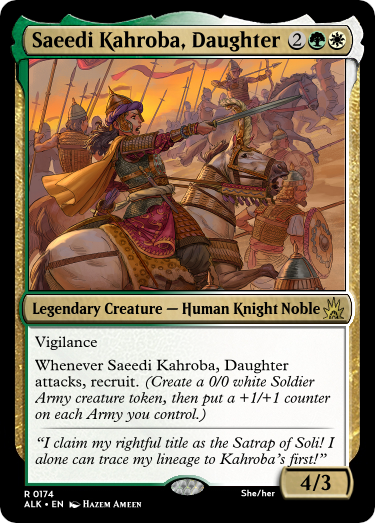 Saeedi Kahroba, Daughter 2
Legendary Creature — Human Knight Noble
Vigilance
Whenever Saeedi Kahroba, Daughter
attacks, recruit. (Create a 0/0 white Soldier
Army creature token, then put a +1/+1 counter
on each Army you control.)
“I claim my rightful title as the Satrap of Soli! I
alone can trace my lineage to Kahroba’s first!”
4/3
R 0174 She/her
ALK • EN Hazem Ameen